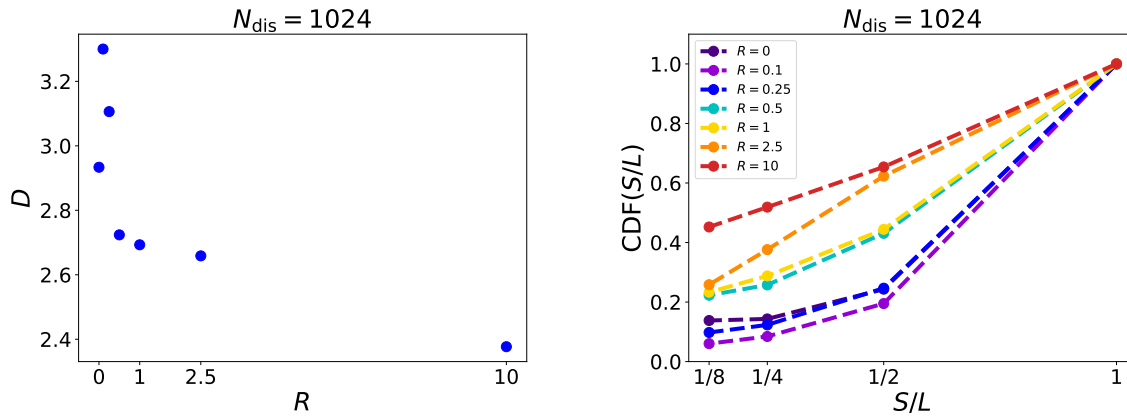 N_dis = 1024
D
3.2
3.0
2.8
2.6
2.4
0
1
2.5
10
R
N_dis = 1024
CDF(S/L)
1.0
0.8
0.6
0.4
0.2
0.0
R = 0
R = 0.1
R = 0.25
R = 0.5
R = 1
R = 2.5
R = 10
1/8
1/4
1/2
1
S/L